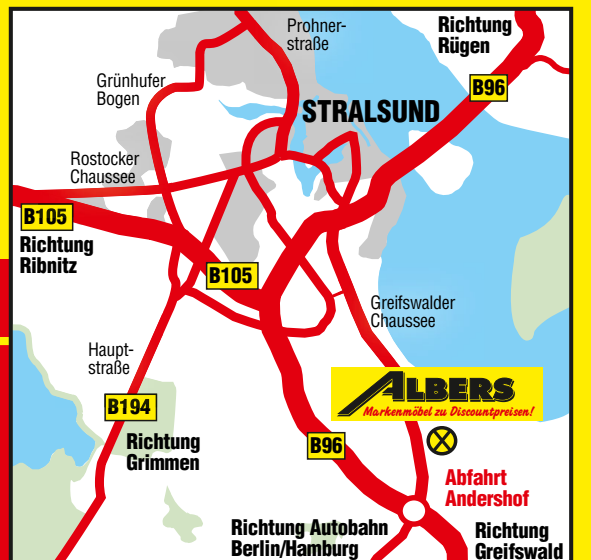 Prohner-
straße
Richtung
Rügen
Grünhufer
Bogen
B96
STRALSUND
Rostocker
Chaussee
B105
Richtung
Ribnitz
B105
Greifswalder
Chaussee
Haupt-
straße
ALBERS
Markenmöbel zu Discountpreisen!
B194
Richtung
Grimmen
B96
Abfahrt
Andershof
Richtung Autobahn
Berlin/Hamburg
Richtung
Greifswald